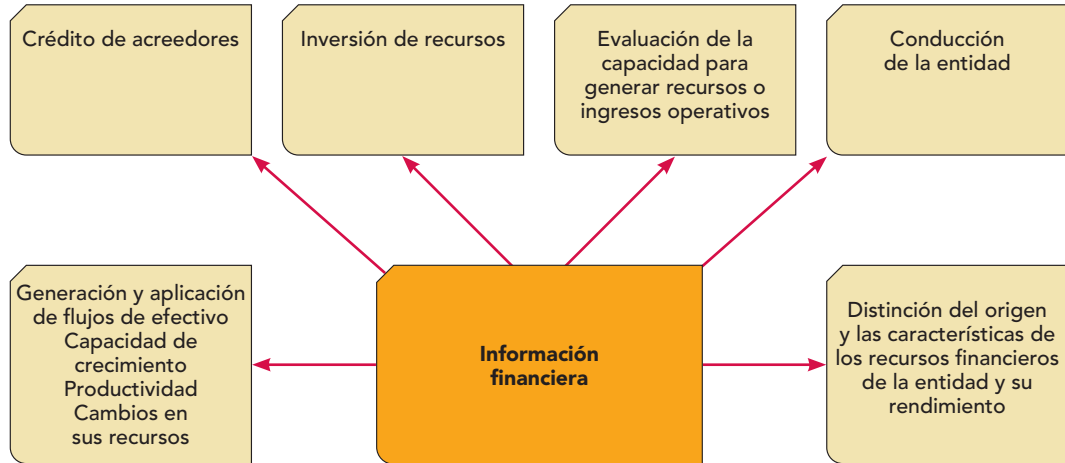 Crédito de acreedores
Inversión de recursos
Evaluación de la
capacidad para
generar recursos o
ingresos operativos
Conducción
de la entidad
Generación y aplicación
de flujos de efectivo
Capacidad de
crecimiento
Productividad
Cambios en
sus recursos
Información
financiera
Distinción del origen
y las características de
los recursos financieros
de la entidad y su
rendimiento